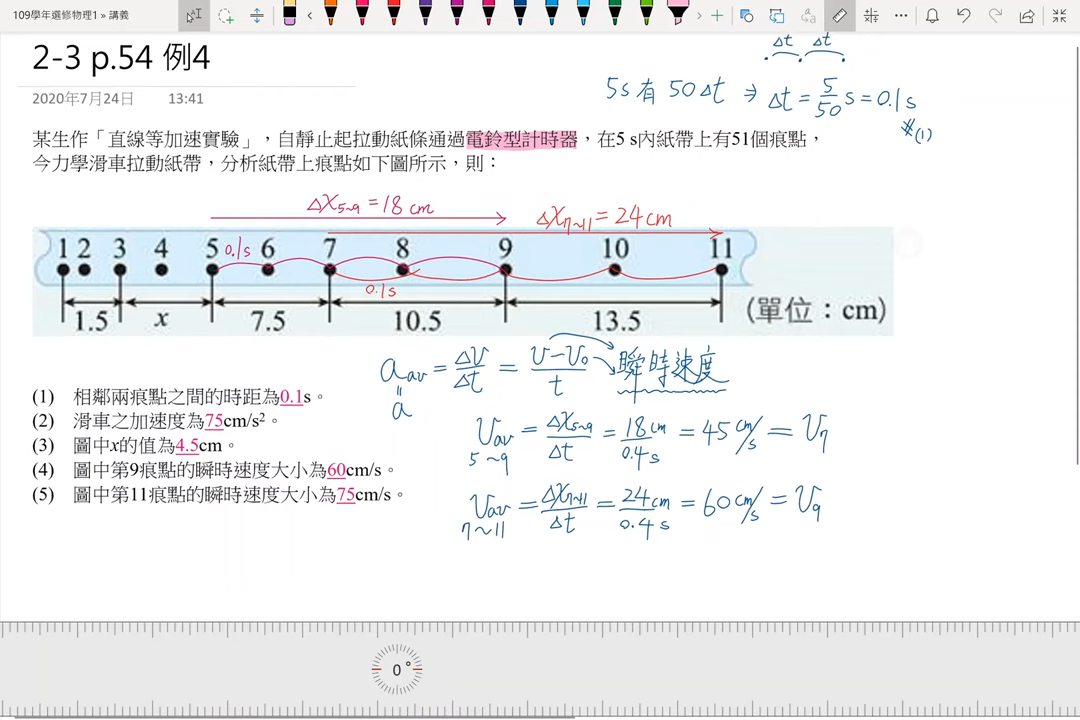 109學年選修物理1 » 講義
2-3 p.54 例4
2020年7月24日 13:41
Δt Δt
5s有50Δt ⇒ Δt = 5/50 s = 0.1s
#(1)
某生作「直線等加速實驗」，自靜止起拉動紙條通過電鈴型計時器，在5 s內紙帶上有51個痕點，
今力學滑車拉動紙帶，分析紙帶上痕點如下圖所示，則：
ΔX5~9 = 18cm
ΔX7~11 = 24cm
1 2 3 4 5 0.1s 6 7 8 9 10 11
0.1s
1.5 x 7.5 10.5 13.5 (單位：cm)
aav = ΔV/Δt = (V-V0)/t 瞬時速度
=
a
(1) 相鄰兩痕點之間的時距為0.1s。
(2) 滑車之加速度為75cm/s²。
(3) 圖中x的值為4.5cm。
(4) 圖中第9痕點的瞬時速度大小為60cm/s。
(5) 圖中第11痕點的瞬時速度大小為75cm/s。
Vav 5~9 = ΔX5~9/Δt = 18cm/0.4s = 45cm/s = V7
Vav 7~11 = ΔX7~11/Δt = 24cm/0.4s = 60cm/s = V9
0°